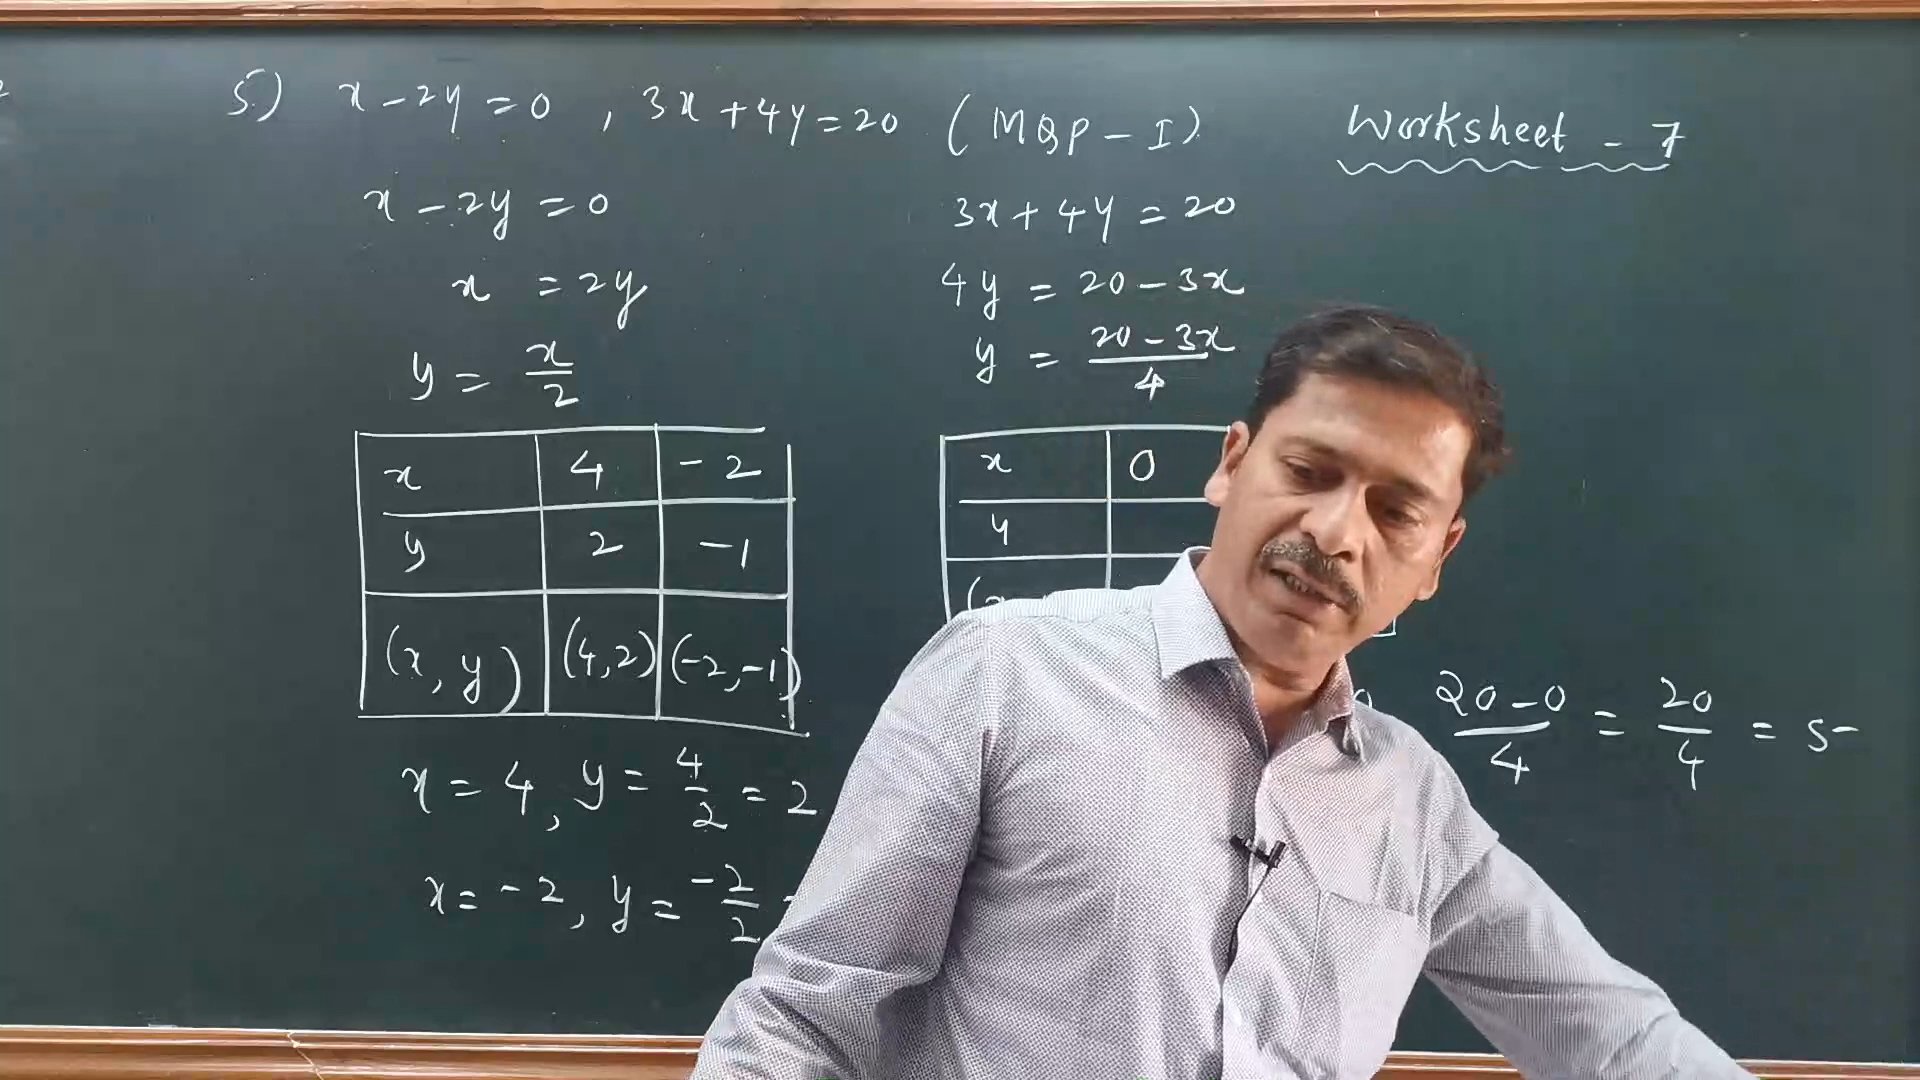 5) x - 2y = 0 , 3x + 4y = 20 (MQP - I)
Worksheet - 7
x - 2y = 0
x = 2y
y = x/2
x 4 -2
y 2 -1
(x, y) (4,2) (-2,-1)
x = 4, y = 4/2 = 2
x = -2, y = -2/2
3x + 4y = 20
4y = 20 - 3x
y = (20 - 3x)/4
x 0
y
(20 - 0)/4 = 20/4 = 5